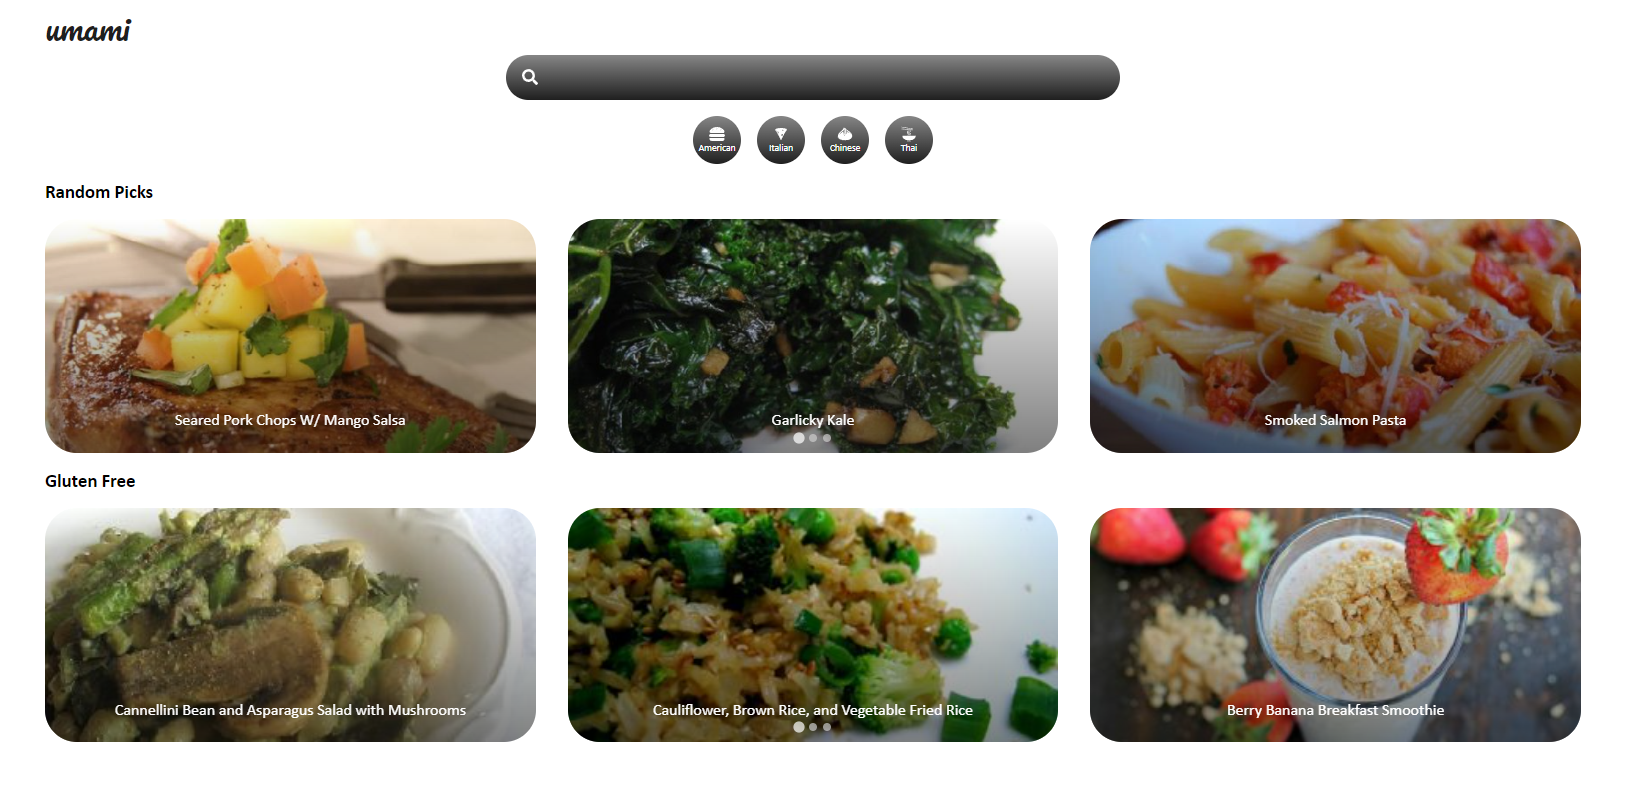 umami
American Italian Chinese Thai
Random Picks
Seared Pork Chops W/ Mango Salsa
Garlicky Kale
Smoked Salmon Pasta
Gluten Free
Cannellini Bean and Asparagus Salad with Mushrooms
Cauliflower, Brown Rice, and Vegetable Fried Rice
Berry Banana Breakfast Smoothie